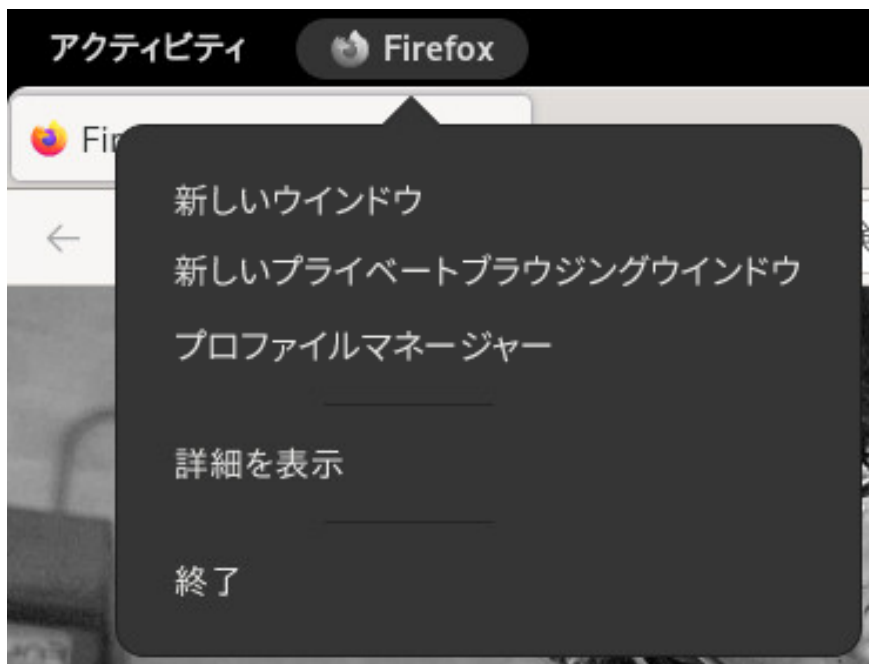 アクティビティ Firefox
新しいウインドウ
新しいプライベートブラウジングウインドウ
プロファイルマネージャー
詳細を表示
終了